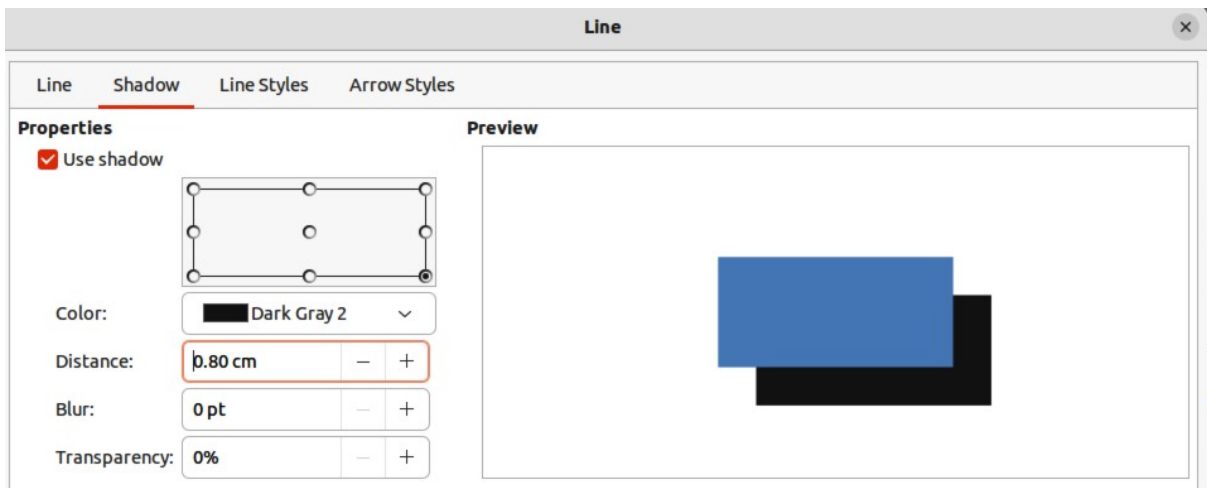 Line
Line Shadow Line Styles Arrow Styles
Properties
Use shadow
Color: Dark Gray 2
Distance: 0.80 cm
Blur: 0 pt
Transparency: 0%
Preview